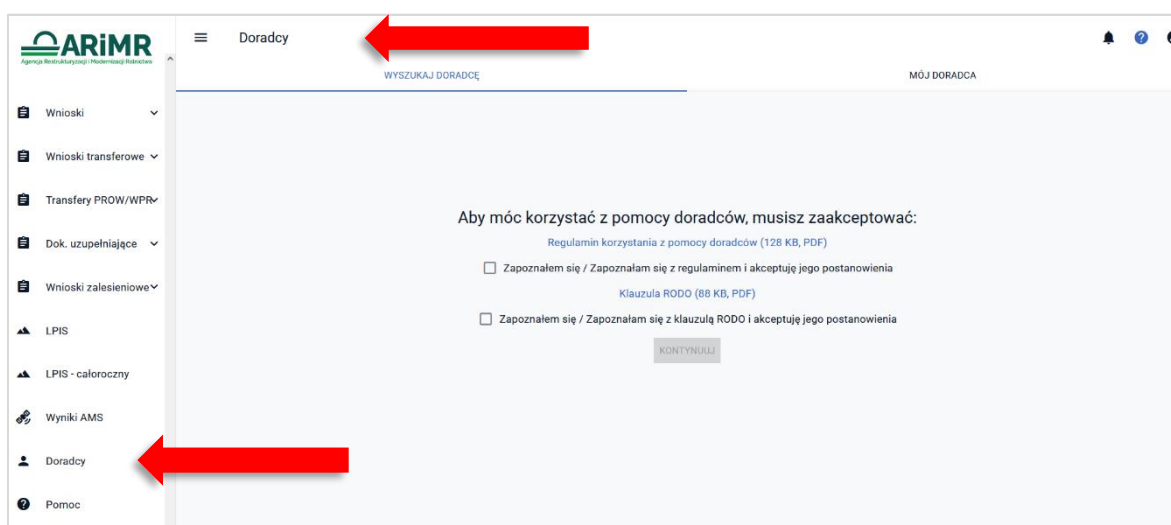 ARiMR
Agencja Restrukturyzacji i Modernizacji Rolnictwa
Doradcy
WYSZUKAJ DORADCĘ
MÓJ DORADCA
Wnioski
Wnioski transferowe
Transfery PROW/WPR
Dok. uzupełniające
Wnioski zalesieniowe
LPIS
LPIS - całoroczny
Wyniki AMS
Doradcy
Pomoc
Aby móc korzystać z pomocy doradców, musisz zaakceptować:
Regulamin korzystania z pomocy doradców (128 KB, PDF)
Zapoznałem się / Zapoznałam się z regulaminem i akceptuję jego postanowienia
Klauzula RODO (88 KB, PDF)
Zapoznałem się / Zapoznałam się z klauzulą RODO i akceptuję jego postanowienia
KONTYNUUJ